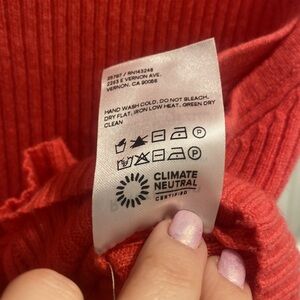 35797 / RN143248
2263 E VERNON AVE.
VERNON, CA 90058
HAND WASH COLD, DO NOT BLEACH,
DRY FLAT, IRON LOW HEAT, GREEN DRY
CLEAN
P
P
CLIMATE
NEUTRAL
CERTIFIED